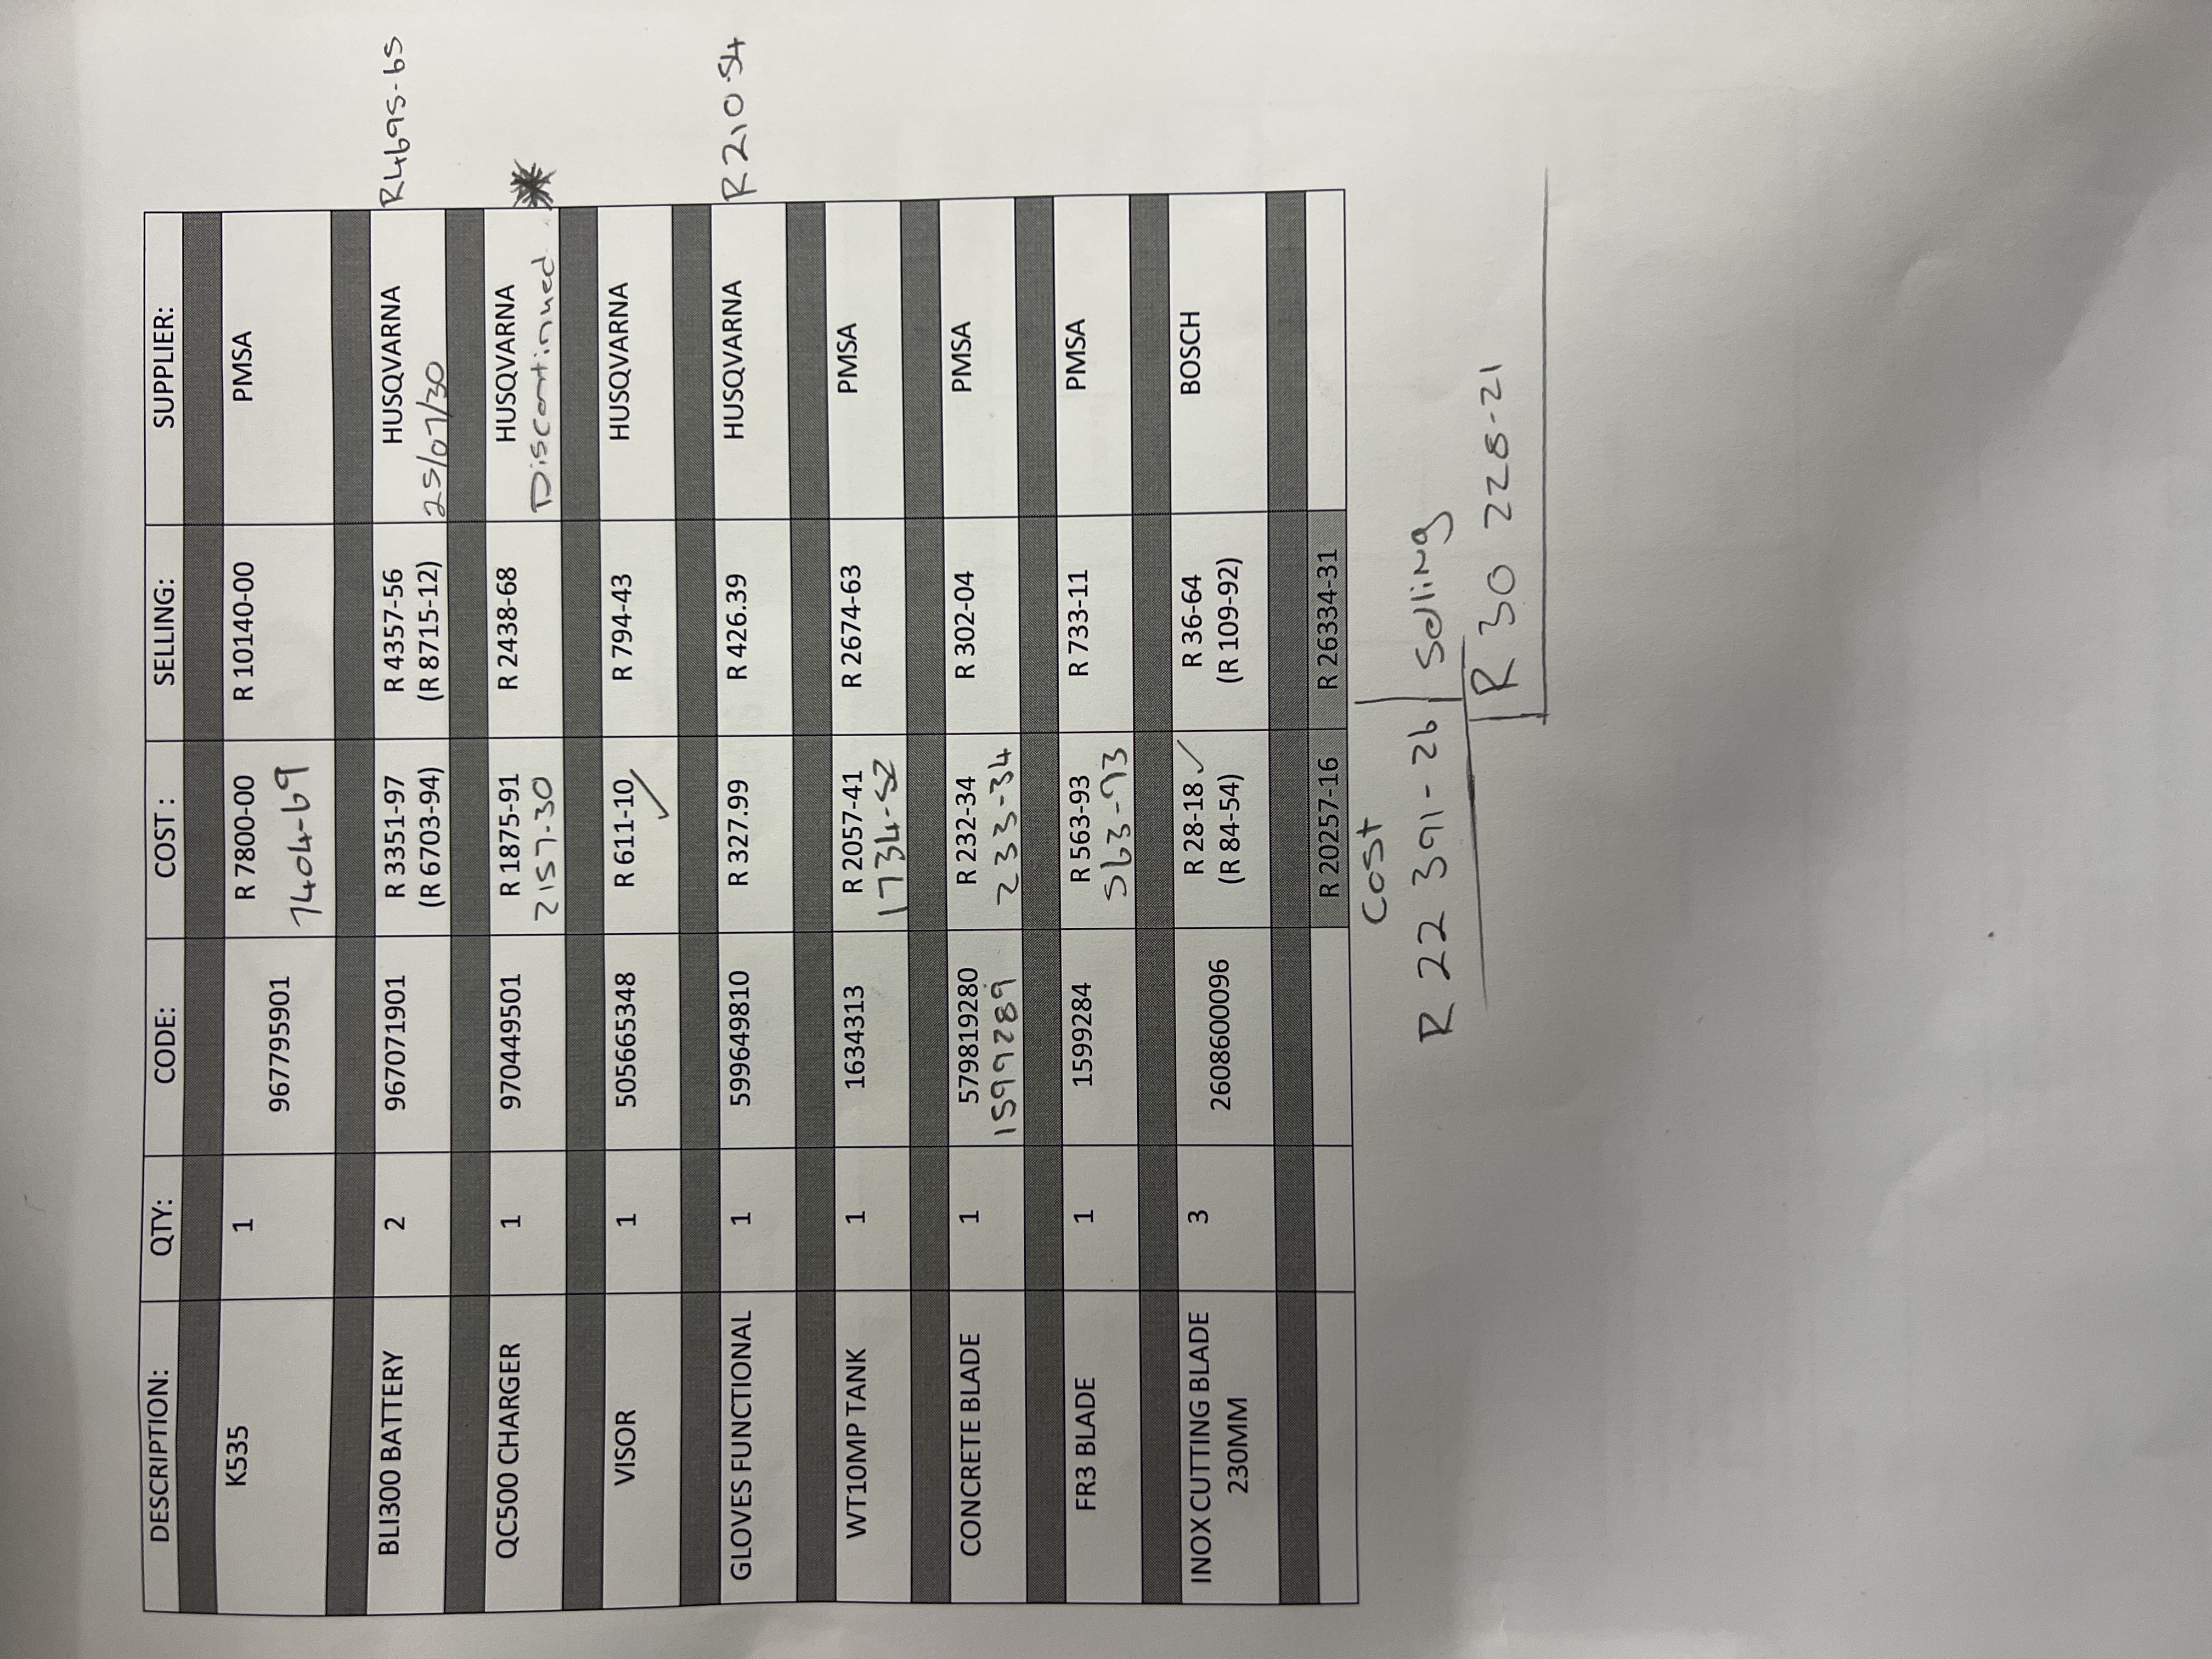 DESCRIPTION: QTY: CODE: COST : SELLING: SUPPLIER:
K535 1 967795901 R 7800-00 R 10140-00 PMSA
7404-69
BLI300 BATTERY 2 967071901 R 3351-97 R 4357-56 HUSQVARNA R4695-65
(R 6703-94) (R 8715-12) 25/07/30
QC500 CHARGER 1 970449501 R 1875-91 R 2438-68 HUSQVARNA
2157-30 Discontinued
VISOR 1 505665348 R 611-10 R 794-43 HUSQVARNA
GLOVES FUNCTIONAL 1 599649810 R 327.99 R 426.39 HUSQVARNA R210-54
WT10MP TANK 1 1634313 R 2057-41 R 2674-63 PMSA
1734-52
CONCRETE BLADE 1 579819280 R 232-34 R 302-04 PMSA
1599289 233-34
FR3 BLADE 1 1599284 R 563-93 R 733-11 PMSA
563-93
INOX CUTTING BLADE 3 2608600096 R 28-18 ✓ R 36-64 BOSCH
230MM (R 84-54) (R 109-92)
R 20257-16 R 26334-31
Cost
R 22 391-26 Selling
R 30 228-21